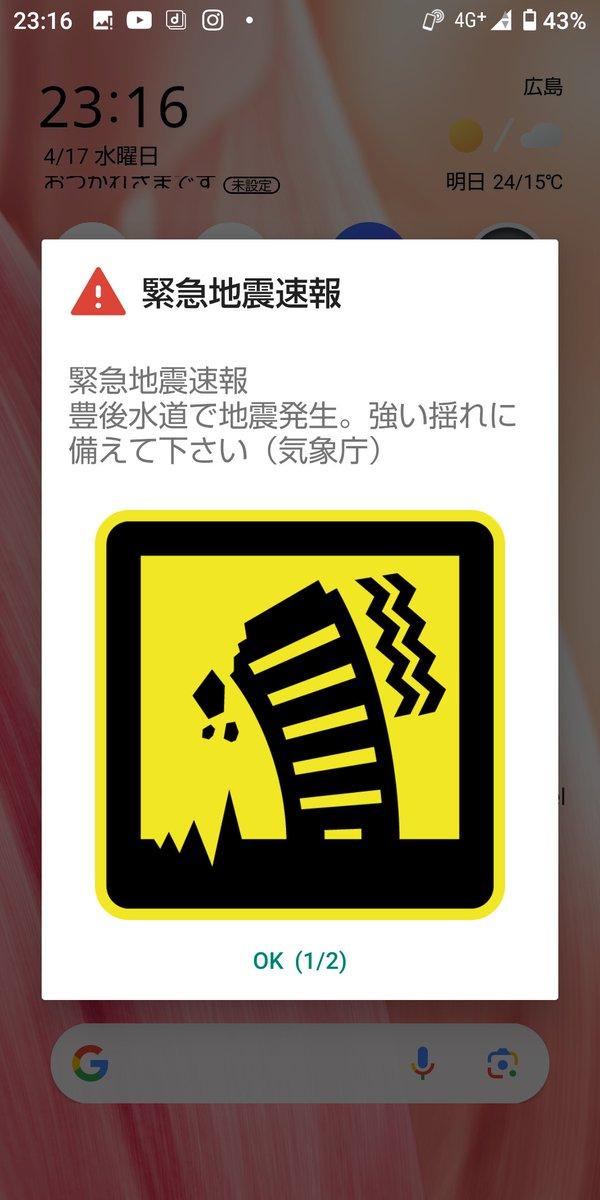 23:16
4G+
43%
23:16
広島
4/17 水曜日
おつかれさまです 未設定
明日 24/15℃
緊急地震速報
緊急地震速報
豊後水道で地震発生。強い揺れに
備えて下さい（気象庁）
OK (1/2)